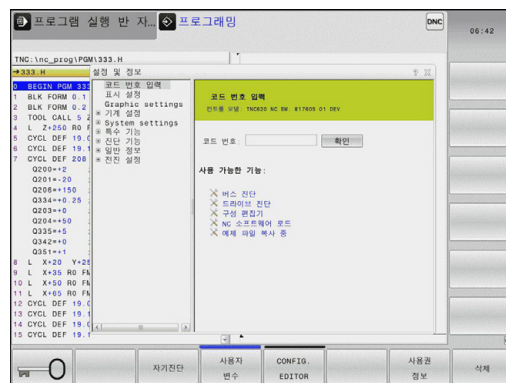 프로그램 실행 반 자...
프로그래밍
DNC
06:42
TNC:\nc_prog\PGM\333.H
→333.H
0 BEGIN PGM 333
1 BLK FORM 0.1
2 BLK FORM 0.2
3 TOOL CALL 5 Z
4 L Z+250 R0 F
5 CYCL DEF 19.0
6 CYCL DEF 19.1
7 CYCL DEF 208
Q200=+2 ;
Q201=-20 ;
Q206=+150 ;
Q334=+0.25 ;
Q203=+0 ;
Q204=+50 ;
Q335=+5 ;
Q342=+0 ;
Q351=+1 ;
8 L X+20 Y+25
9 L X+35 R0 FM
10 L X+50 R0 FM
11 L X+65 R0 FM
12 CYCL DEF 19.0
13 CYCL DEF 19.1
14 CYCL DEF 19.0
15 CYCL DEF 19.1
설정 및 정보
코드 번호 입력
표시 설정
Graphic settings
기계 설정
System settings
특수 기능
진단 기능
일반 정보
전진 설정
코드 번호 입력
컨트롤 모델: TNC620 NC SW: 817605 01 DEV
코드 번호:
확인
사용 가능한 기능:
버스 진단
드라이브 진단
구성 편집기
NC 소프트웨어 로드
예제 파일 복사 중
자기진단
사용자 변수
CONFIG. EDITOR
사용권 정보
삭제